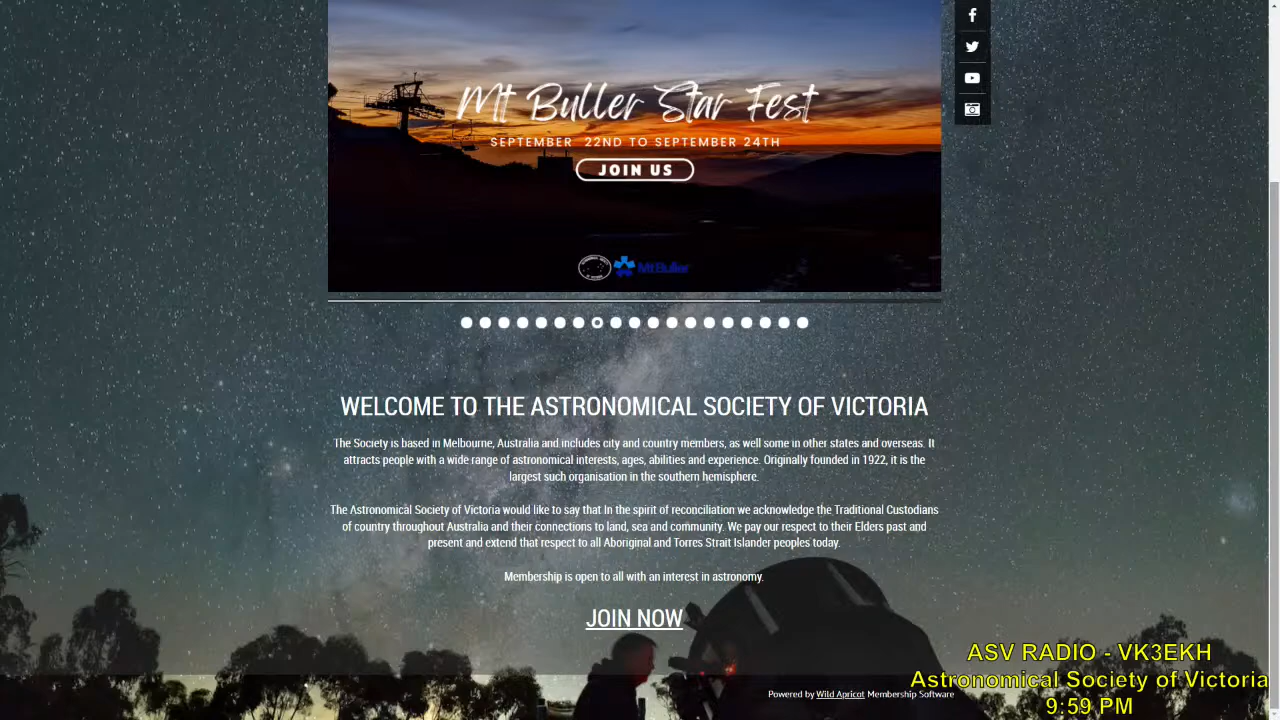 Mt Buller Star Fest
SEPTEMBER 22ND TO SEPTEMBER 24TH
JOIN US
Mt Buller
WELCOME TO THE ASTRONOMICAL SOCIETY OF VICTORIA
The Society is based in Melbourne, Australia and includes city and country members, as well some in other states and overseas. It
attracts people with a wide range of astronomical interests, ages, abilities and experience. Originally founded in 1922, it is the
largest such organisation in the southern hemisphere.
The Astronomical Society of Victoria would like to say that In the spirit of reconciliation we acknowledge the Traditional Custodians
of country throughout Australia and their connections to land, sea and community. We pay our respect to their Elders past and
present and extend that respect to all Aboriginal and Torres Strait Islander peoples today.
Membership is open to all with an interest in astronomy.
JOIN NOW
Powered by Wild Apricot Membership Software
ASV RADIO - VK3EKH
Astronomical Society of Victoria
9:59 PM